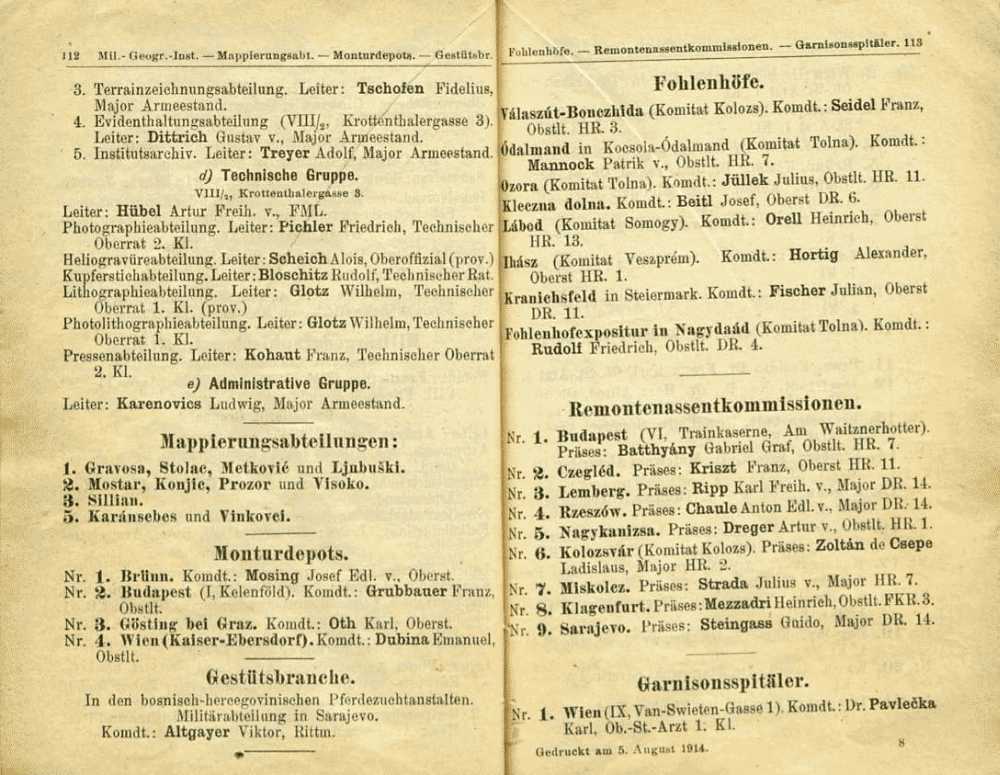 112 Mil.- Geogr.-Inst. — Mappierungsabt. — Monturdepots. — Gestütsbr.
3. Terrainzeichnungsabteilung. Leiter: Tschofen Fidelius,
Major Armeestand.
4. Evidenthaltungsabteilung (VIII/2, Krottenthalergasse 3).
Leiter: Dittrich Gustav v., Major Armeestand.
5. Institutsarchiv. Leiter: Treyer Adolf, Major Armeestand.
d) Technische Gruppe.
VIII/2, Krottenthalergasse 3.
Leiter: Hübel Artur Freih. v., FML.
Photographieabteilung. Leiter: Pichler Friedrich, Technischer
Oberrat 2. Kl.
Heliogravüreabteilung. Leiter: Scheich Alois, Oberoffizial (prov.)
Kupferstichabteilung. Leiter: Bloschitz Rudolf, Technischer Rat.
Lithographieabteilung. Leiter: Glotz Wilhelm, Technischer
Oberrat 1. Kl. (prov.)
Photolithographieabteilung. Leiter: Glotz Wilhelm, Technischer
Oberrat 1. Kl.
Pressenabteilung. Leiter: Kohaut Franz, Technischer Oberrat
2. Kl.
e) Administrative Gruppe.
Leiter: Karenovics Ludwig, Major Armeestand.
Mappierungsabteilungen:
1. Gravosa, Stolac, Metković und Ljubuški.
2. Mostar, Konjic, Prozor und Visoko.
3. Sillian.
5. Karánsebes und Vinkovci.
Monturdepots.
Nr. 1. Brünn. Komdt.: Mosing Josef Edl. v., Oberst.
Nr. 2. Budapest (I, Kelenföld). Komdt.: Grubbauer Franz,
Obstlt.
Nr. 3. Gösting bei Graz. Komdt.: Oth Karl, Oberst.
Nr. 4. Wien (Kaiser-Ebersdorf). Komdt.: Dubina Emanuel,
Obstlt.
Gestütsbranche.
In den bosnisch-hercegovinischen Pferdezuchtanstalten.
Militärabteilung in Sarajevo.
Komdt.: Altgayer Viktor, Rittm.
Fohlenhöfe. — Remontenassentkommissionen. — Garnisonsspitäler. 113
Fohlenhöfe.
Válaszút-Bonczhida (Komitat Kolozs). Komdt.: Seidel Franz,
Obstlt. HR. 3.
Ódalmand in Kocsola-Ódalmand (Komitat Tolna). Komdt.:
Mannock Patrik v., Obstlt. HR. 7.
Ozora (Komitat Tolna). Komdt.: Jüllek Julius, Obstlt. HR. 11.
Kleczna dolna. Komdt.: Beitl Josef, Oberst DR. 6.
Lábod (Komitat Somogy). Komdt.: Orell Heinrich, Oberst
HR. 13.
Ihász (Komitat Veszprém). Komdt.: Hortig Alexander,
Oberst HR. 1.
Kranichsfeld in Steiermark. Komdt.: Fischer Julian, Oberst
DR. 11.
Fohlenhofexpositur in Nagydaád (Komitat Tolna). Komdt.:
Rudolf Friedrich, Obstlt. DR. 4.
Remontenassentkommissionen.
Nr. 1. Budapest (VI, Trainkaserne, Am Waitznerhotter).
Präses: Batthyány Gabriel Graf, Obstlt. HR. 7.
Nr. 2. Czegléd. Präses: Kriszt Franz, Oberst HR. 11.
Nr. 3. Lemberg. Präses: Ripp Karl Freih. v., Major DR. 14.
Nr. 4. Rzeszów. Präses: Chaule Anton Edl. v., Major DR. 14.
Nr. 5. Nagykanizsa. Präses: Dreger Artur v., Obstlt. HR. 1.
Nr. 6. Kolozsvár (Komitat Kolozs). Präses: Zoltán de Csepe
Ladislaus, Major HR. 2.
Nr. 7. Miskolcz. Präses: Strada Julius v., Major HR. 7.
Nr. 8. Klagenfurt. Präses: Mezzadri Heinrich, Obstlt. FKR. 3.
Nr. 9. Sarajevo. Präses: Steingass Guido, Major DR. 14.
Garnisonsspitäler.
Nr. 1. Wien (IX, Van-Swieten-Gasse 1). Komdt.: Dr. Pavlečka
Karl, Ob.-St.-Arzt 1. Kl.
Gedruckt am 5. August 1914. 8